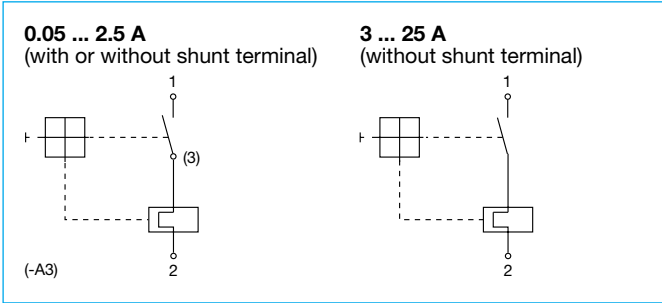 0.05 ... 2.5 A
(with or without shunt terminal)
1
(3)
(-A3)
2
3 ... 25 A
(without shunt terminal)
1
2